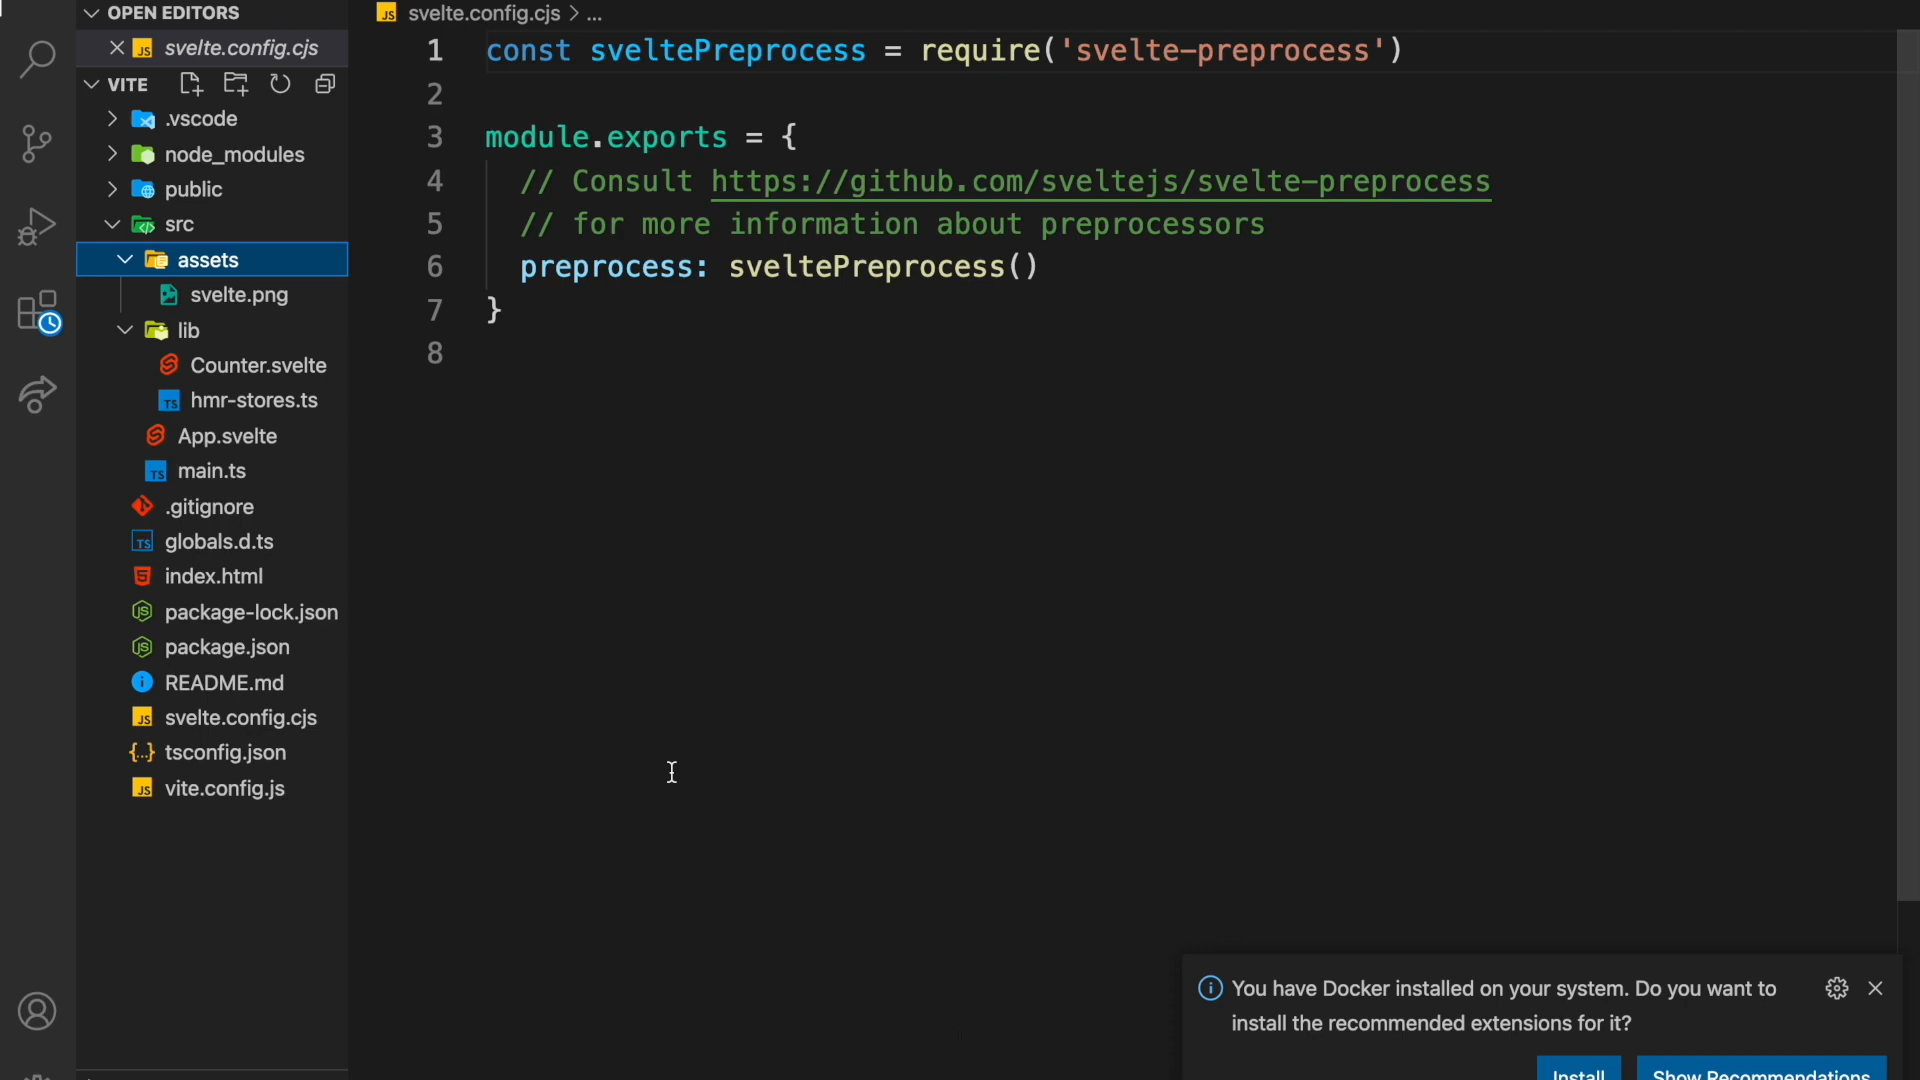 OPEN EDITORS
svelte.config.cjs
VITE
.vscode
node_modules
public
src
assets
svelte.png
lib
Counter.svelte
hmr-stores.ts
App.svelte
main.ts
.gitignore
globals.d.ts
index.html
package-lock.json
package.json
README.md
svelte.config.cjs
tsconfig.json
vite.config.js
svelte.config.cjs > ...
1 const sveltePreprocess = require('svelte-preprocess')
2
3 module.exports = {
4 // Consult https://github.com/sveltejs/svelte-preprocess
5 // for more information about preprocessors
6 preprocess: sveltePreprocess()
7 }
8
You have Docker installed on your system. Do you want to
install the recommended extensions for it?
Install Show Recommendations